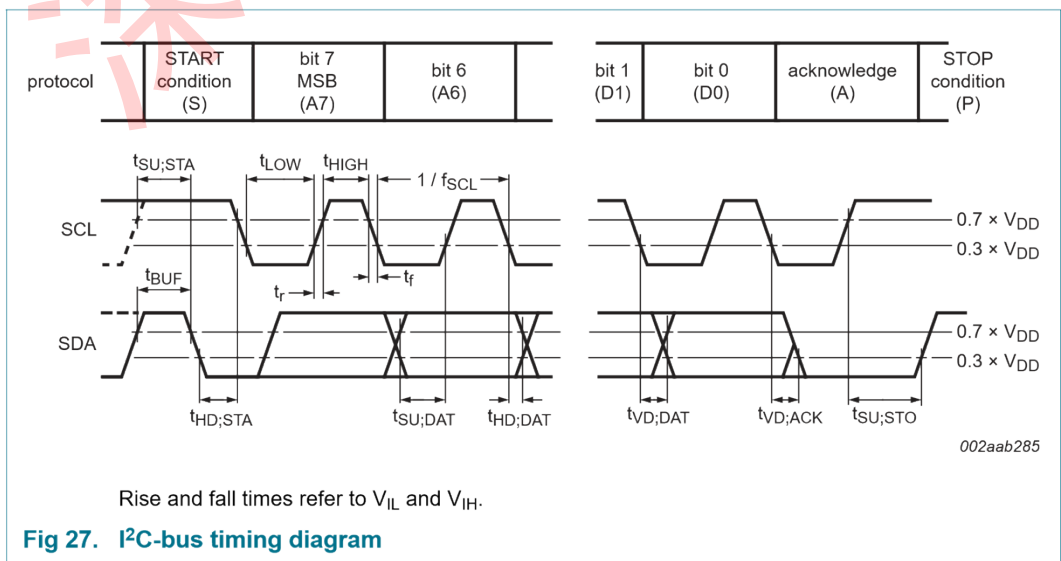 protocol
START
condition
(S)
bit 7
MSB
(A7)
bit 6
(A6)
bit 1
(D1)
bit 0
(D0)
acknowledge
(A)
STOP
condition
(P)
tSU;STA
tLOW
tHIGH
1 / fSCL
SCL
0.7 × VDD
0.3 × VDD
tBUF
tr
tf
SDA
0.7 × VDD
0.3 × VDD
tHD;STA
tSU;DAT
tHD;DAT
tVD;DAT
tVD;ACK
tSU;STO
002aab285
Rise and fall times refer to VIL and VIH.
Fig 27. I²C-bus timing diagram